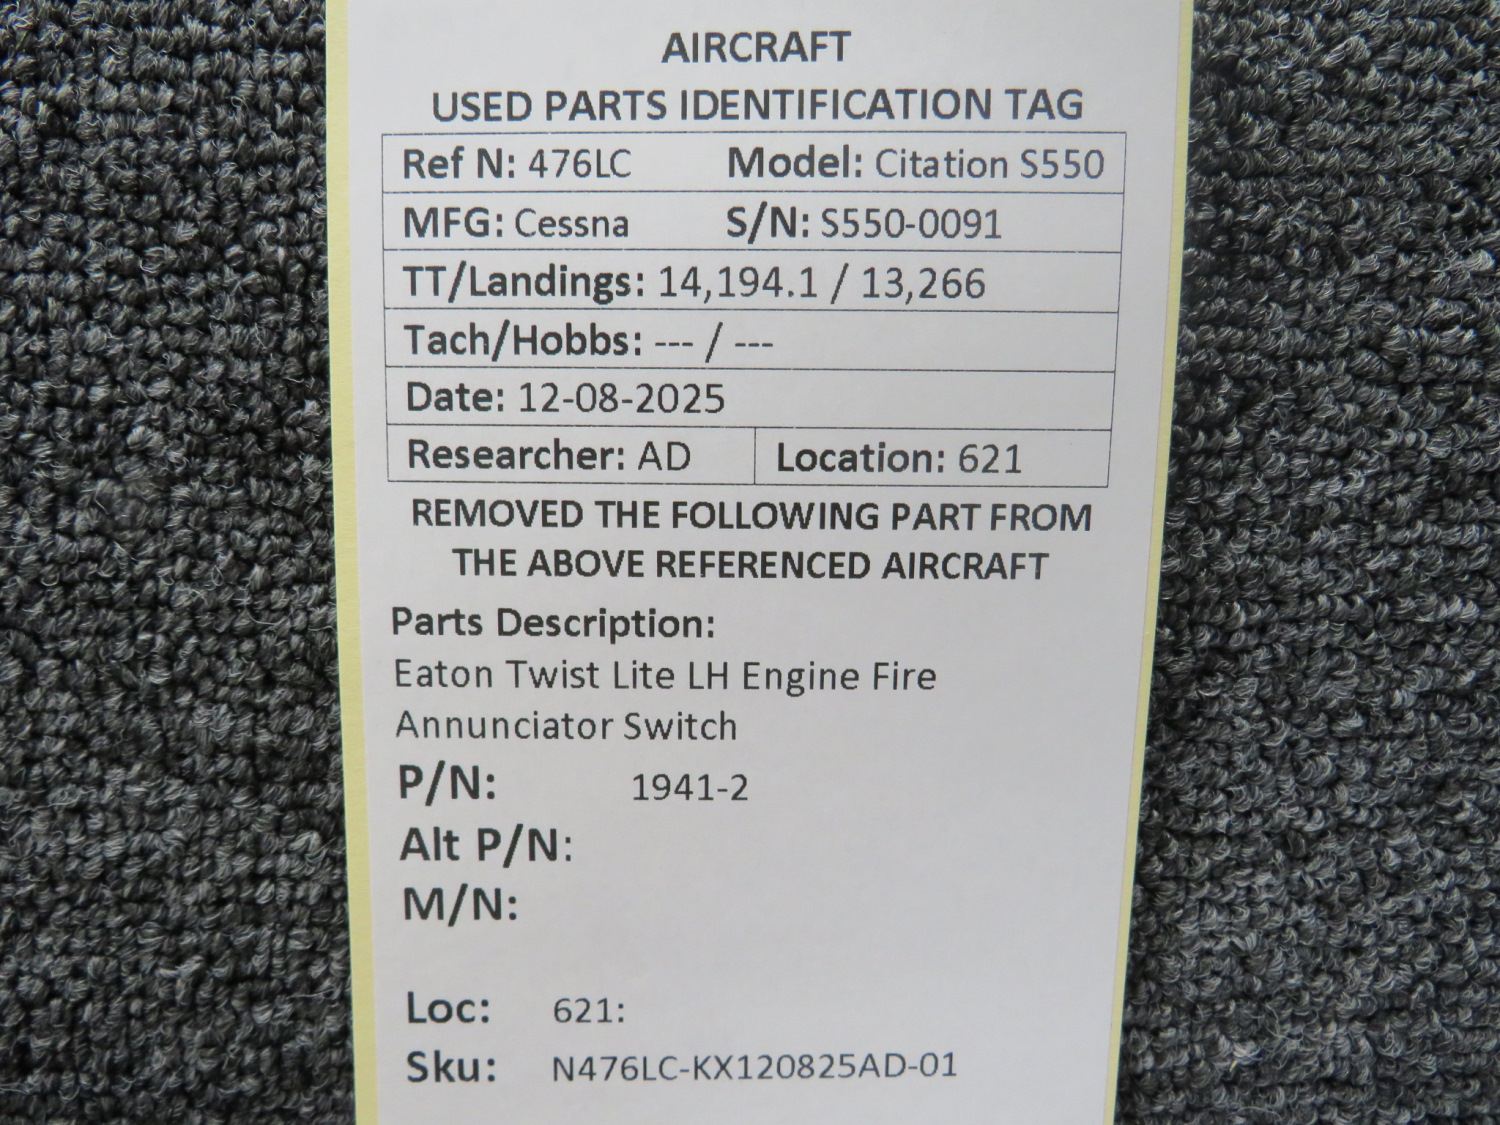 AIRCRAFT
USED PARTS IDENTIFICATION TAG
Ref N: 476LC Model: Citation S550
MFG: Cessna S/N: S550-0091
TT/Landings: 14,194.1 / 13,266
Tach/Hobbs: --- / ---
Date: 12-08-2025
Researcher: AD Location: 621
REMOVED THE FOLLOWING PART FROM
THE ABOVE REFERENCED AIRCRAFT
Parts Description:
Eaton Twist Lite LH Engine Fire
Annunciator Switch
P/N: 1941-2
Alt P/N:
M/N:
Loc: 621:
Sku: N476LC-KX120825AD-01